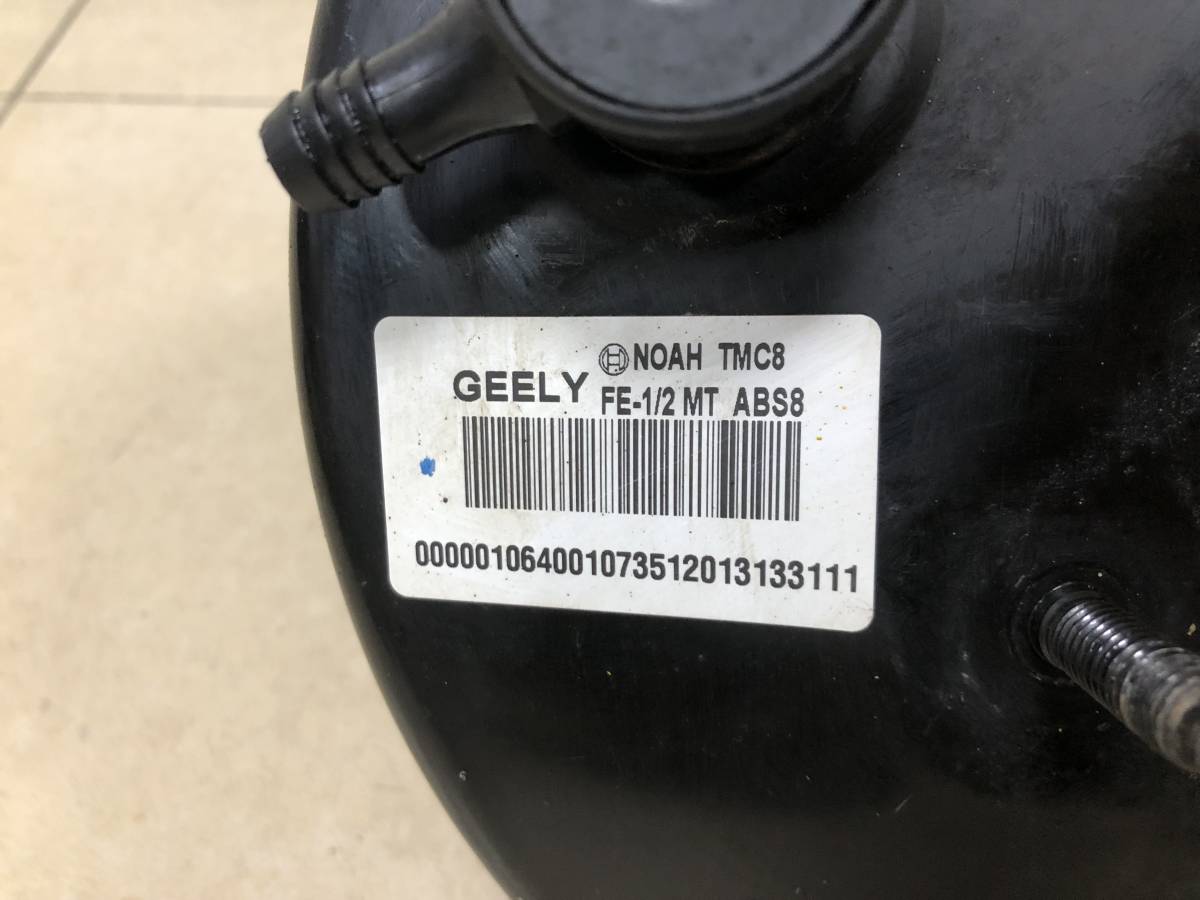 NOAH TMC8
GEELY FE-1/2 MT ABS8
000001064001073512013133111